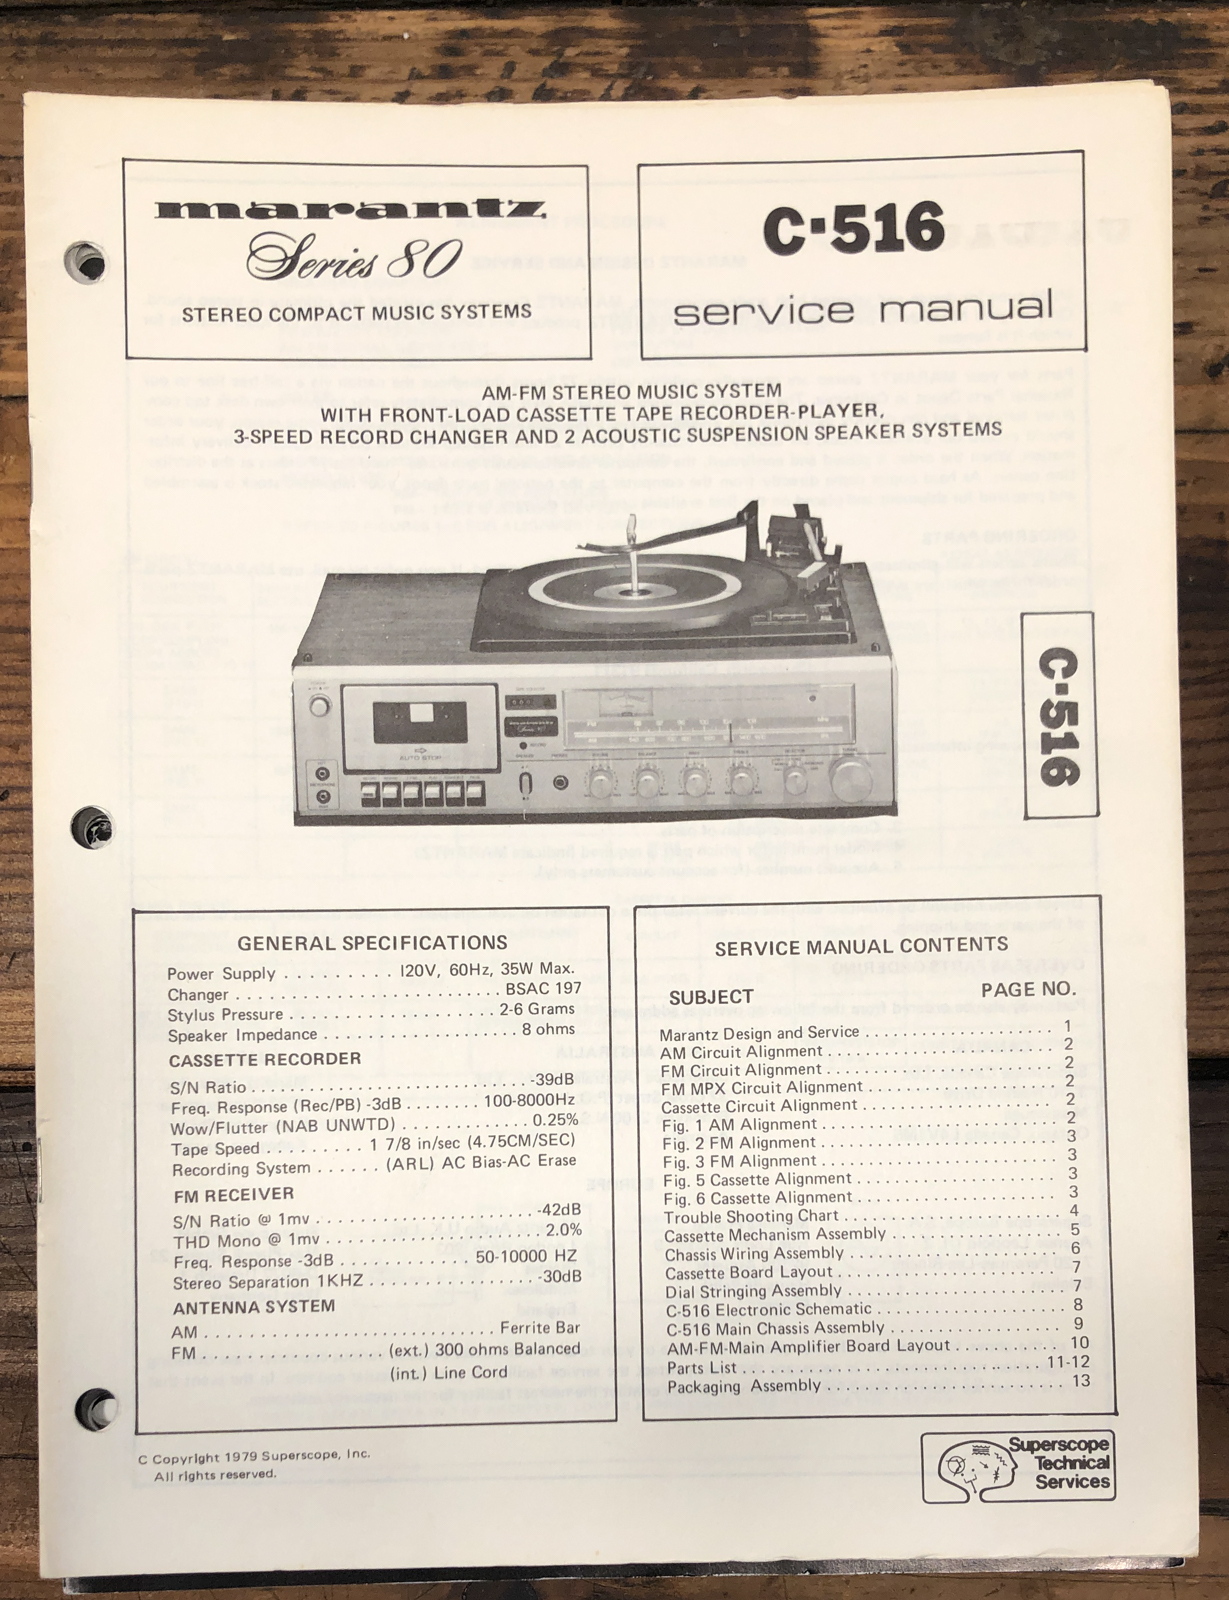 marantz
Series 80
STEREO COMPACT MUSIC SYSTEMS
C-516
service manual
AM-FM STEREO MUSIC SYSTEM
WITH FRONT-LOAD CASSETTE TAPE RECORDER-PLAYER,
3-SPEED RECORD CHANGER AND 2 ACOUSTIC SUSPENSION SPEAKER SYSTEMS
AUTO STOP
C-516
GENERAL SPECIFICATIONS
Power Supply . . . . . . . . . 120V, 60Hz, 35W Max.
Changer . . . . . . . . . . . . . . . . . . . . . . . . BSAC 197
Stylus Pressure . . . . . . . . . . . . . . . . . . . 2-6 Grams
Speaker Impedance . . . . . . . . . . . . . . . . . . 8 ohms
CASSETTE RECORDER
S/N Ratio . . . . . . . . . . . . . . . . . . . . . . . . . -39dB
Freq. Response (Rec/PB) -3dB . . . . . . . . 100-8000Hz
Wow/Flutter (NAB UNWTD) . . . . . . . . . . . . 0.25%
Tape Speed . . . . . . . . . 1 7/8 in/sec (4.75CM/SEC)
Recording System . . . . . . (ARL) AC Bias-AC Erase
FM RECEIVER
S/N Ratio @ 1mv . . . . . . . . . . . . . . . . . . . . -42dB
THD Mono @ 1mv . . . . . . . . . . . . . . . . . . . . 2.0%
Freq. Response -3dB . . . . . . . . . . . . 50-10000 HZ
Stereo Separation 1KHZ . . . . . . . . . . . . . . . -30dB
ANTENNA SYSTEM
AM . . . . . . . . . . . . . . . . . . . . . . . . . . . Ferrite Bar
FM . . . . . . . . . . . . . . . . . (ext.) 300 ohms Balanced
(int.) Line Cord
SERVICE MANUAL CONTENTS
SUBJECT PAGE NO.
Marantz Design and Service . . . . . . . . . . . . . . . . . . 1
AM Circuit Alignment . . . . . . . . . . . . . . . . . . . . . . 2
FM Circuit Alignment . . . . . . . . . . . . . . . . . . . . . . 2
FM MPX Circuit Alignment . . . . . . . . . . . . . . . . . . 2
Cassette Circuit Alignment . . . . . . . . . . . . . . . . . . 2
Fig. 1 AM Alignment . . . . . . . . . . . . . . . . . . . . . . 2
Fig. 2 FM Alignment . . . . . . . . . . . . . . . . . . . . . . 3
Fig. 3 FM Alignment . . . . . . . . . . . . . . . . . . . . . . 3
Fig. 5 Cassette Alignment . . . . . . . . . . . . . . . . . . . 3
Fig. 6 Cassette Alignment . . . . . . . . . . . . . . . . . . . 3
Trouble Shooting Chart . . . . . . . . . . . . . . . . . . . . . 4
Cassette Mechanism Assembly . . . . . . . . . . . . . . . . 5
Chassis Wiring Assembly . . . . . . . . . . . . . . . . . . . . 6
Cassette Board Layout . . . . . . . . . . . . . . . . . . . . . 7
Dial Stringing Assembly . . . . . . . . . . . . . . . . . . . . 7
C-516 Electronic Schematic . . . . . . . . . . . . . . . . . . 8
C-516 Main Chassis Assembly . . . . . . . . . . . . . . . . 9
AM-FM-Main Amplifier Board Layout . . . . . . . . . . . 10
Parts List . . . . . . . . . . . . . . . . . . . . . . . . . . . . 11-12
Packaging Assembly . . . . . . . . . . . . . . . . . . . . . . . 13
C Copyright 1979 Superscope, Inc.
All rights reserved.
Superscope
Technical
Services